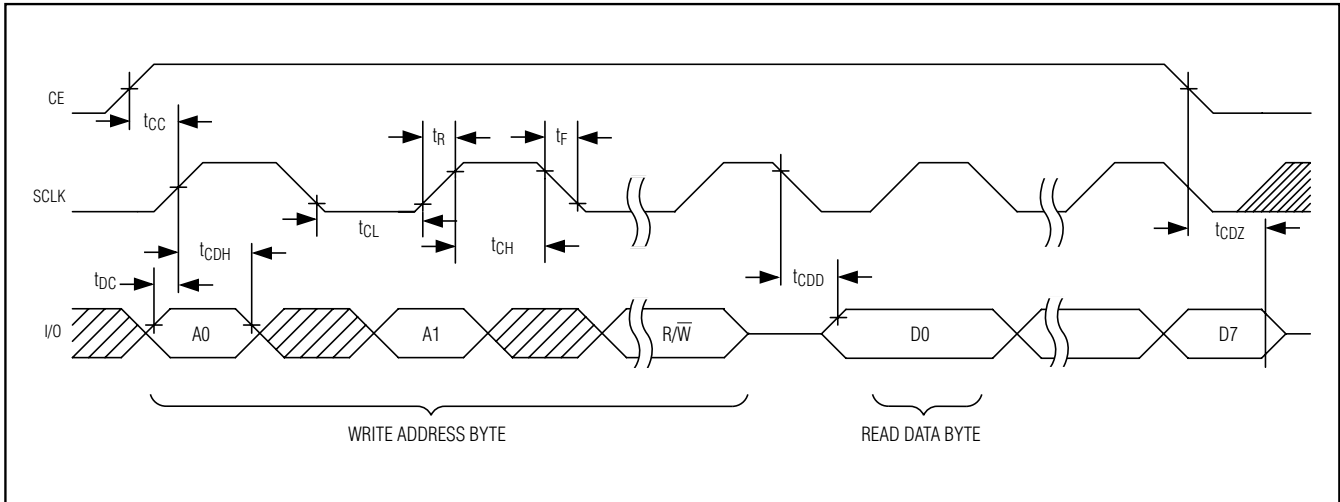 CE
tCC
tR
tF
SCLK
tCL
tCH
tCDH
tCDZ
tDC
tCDD
I/O
A0
A1
R/W̅
D0
D7
WRITE ADDRESS BYTE
READ DATA BYTE